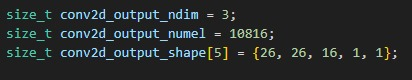 size_t conv2d_output_ndim = 3;
size_t conv2d_output_numel = 10816;
size_t conv2d_output_shape[5] = {26, 26, 16, 1, 1};